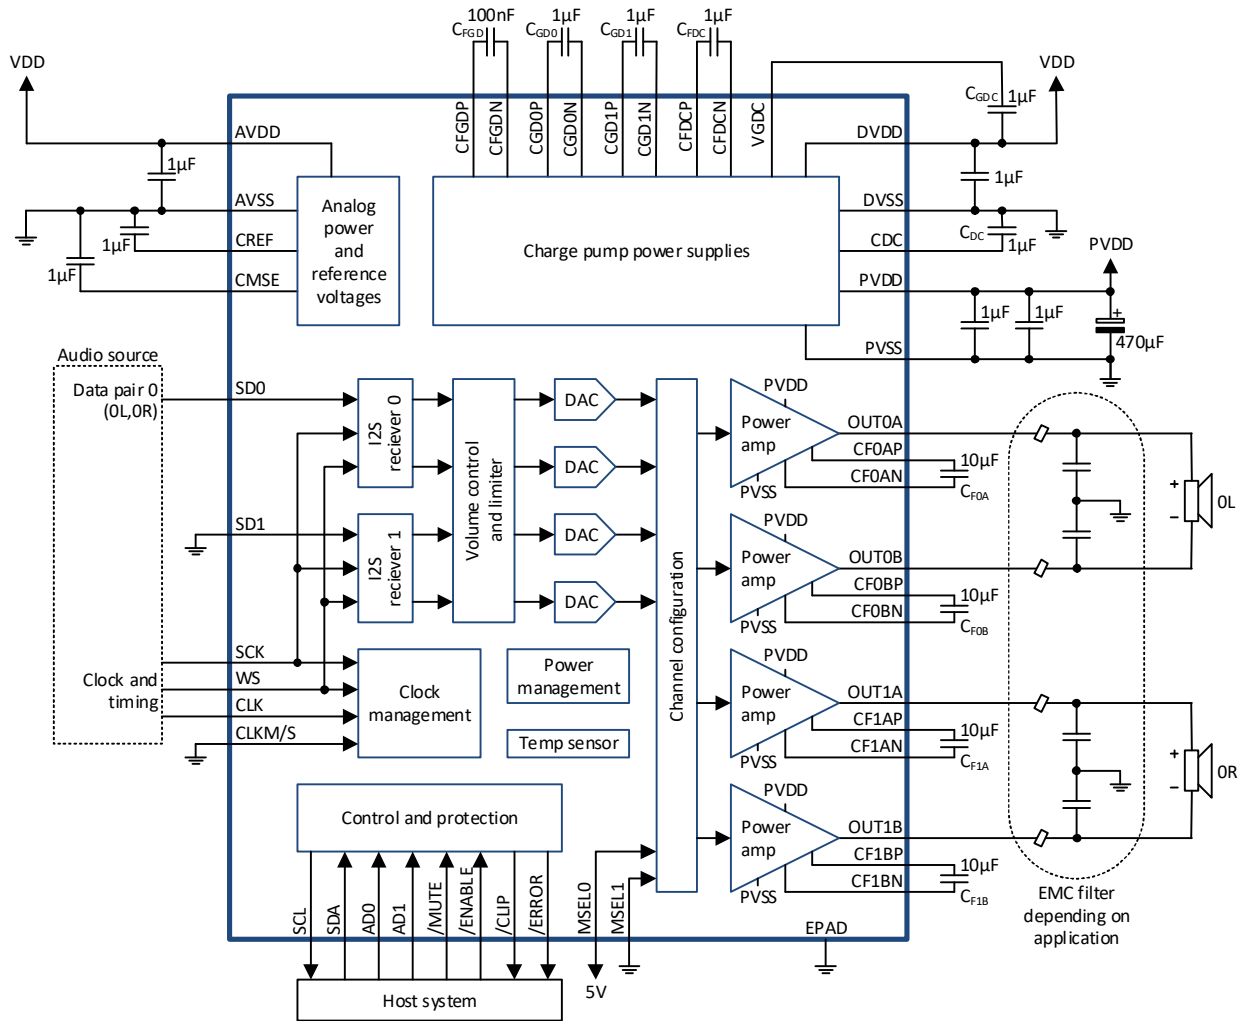 100nF
1µF
1µF
1µF
CFGD
CGD0
CGD1
CFDC
VDD
VDD
CGDC
1µF
CFGDP
CFGDN
CGD0P
CGD0N
CGD1P
CGD1N
CFDCP
CFDCN
VGDC
AVDD
1µF
AVSS
1µF
CREF
1µF
CMSE
Analog
power
and
reference
voltages
Charge pump power supplies
DVDD
1µF
DVSS
CDC
1µF
CDC
PVDD
PVDD
1µF
1µF
+
470µF
PVSS
Audio source
Data pair 0
(0L,0R)
SD0
I2S
reciever 0
Volume control
and limiter
DAC
DAC
DAC
DAC
SD1
I2S
reciever 1
Channel configuration
PVDD
Power
amp
PVSS
OUT0A
CF0AP
CF0AN
10µF
CF0A
PVDD
Power
amp
PVSS
OUT0B
CF0BP
CF0BN
10µF
CF0B
+
−
0L
SCK
WS
CLK
CLKM/S
Clock and
timing
Clock
management
Power
management
Temp sensor
PVDD
Power
amp
PVSS
OUT1A
CF1AP
CF1AN
10µF
CF1A
PVDD
Power
amp
PVSS
OUT1B
CF1BP
CF1BN
10µF
CF1B
+
−
0R
EMC filter
depending on
application
Control and protection
SCL
SDA
AD0
AD1
/MUTE
/ENABLE
/CLIP
/ERROR
MSEL0
MSEL1
EPAD
5V
Host system